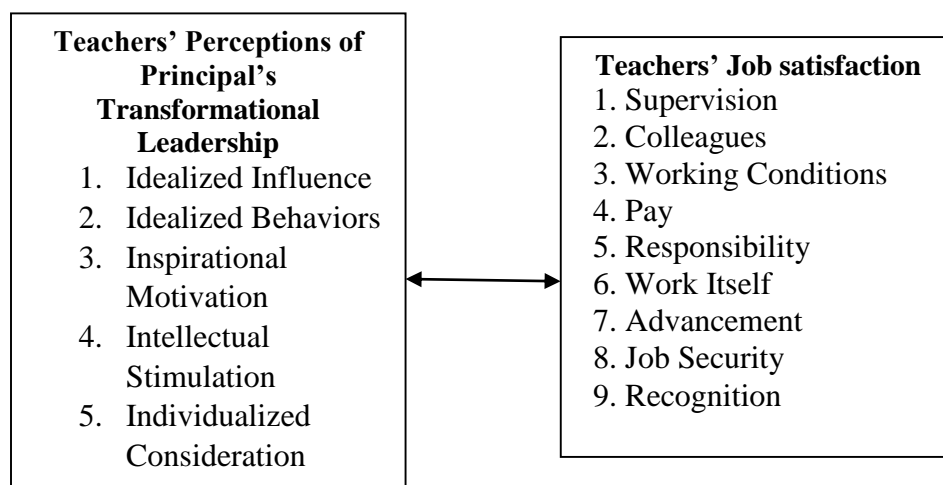 Teachers’ Perceptions of
Principal’s
Transformational
Leadership
1. Idealized Influence
2. Idealized Behaviors
3. Inspirational
Motivation
4. Intellectual
Stimulation
5. Individualized
Consideration
Teachers’ Job satisfaction
1. Supervision
2. Colleagues
3. Working Conditions
4. Pay
5. Responsibility
6. Work Itself
7. Advancement
8. Job Security
9. Recognition